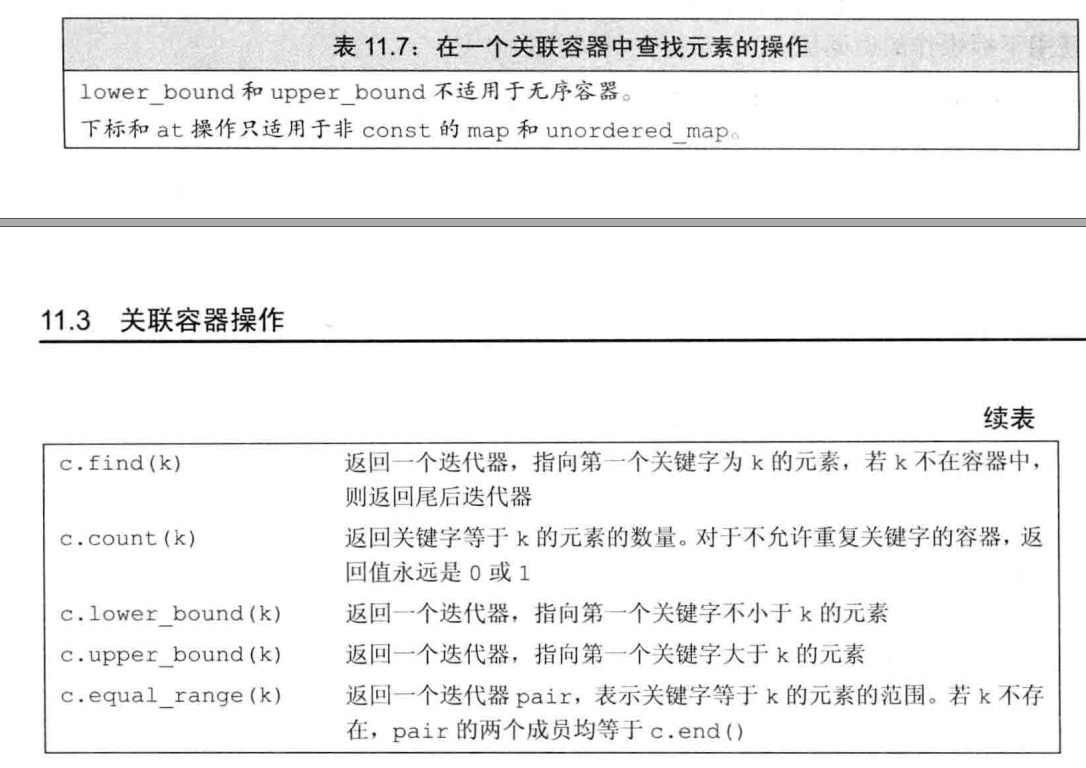 表 11.7：在一个关联容器中查找元素的操作
lower_bound 和 upper_bound 不适用于无序容器。
下标和 at 操作只适用于非 const 的 map 和 unordered_map。
11.3 关联容器操作
续表
c.find(k) 返回一个迭代器，指向第一个关键字为 k 的元素，若 k 不在容器中，
则返回尾后迭代器
c.count(k) 返回关键字等于 k 的元素的数量。对于不允许重复关键字的容器，返
回值永远是 0 或 1
c.lower_bound(k) 返回一个迭代器，指向第一个关键字不小于 k 的元素
c.upper_bound(k) 返回一个迭代器，指向第一个关键字大于 k 的元素
c.equal_range(k) 返回一个迭代器 pair，表示关键字等于 k 的元素的范围。若 k 不存
在，pair 的两个成员均等于 c.end()